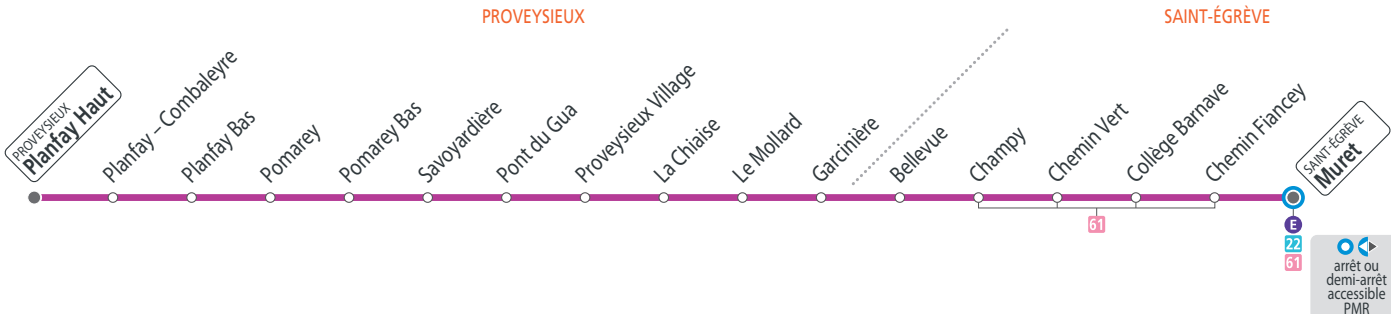 PROVEYSIEUX
SAINT-ÉGRÈVE
PROVEYSIEUX
Planfay Haut
Planfay – Combaleyre
Planfay Bas
Pomarey
Pomarey Bas
Savoyardière
Pont du Gua
Proveysieux Village
La Chiaise
Le Mollard
Garcinière
Bellevue
Champy
Chemin Vert
Collège Barnave
Chemin Fiancey
SAINT-ÉGRÈVE
Muret
61
E
22
61
arrêt ou
demi-arrêt
accessible
PMR